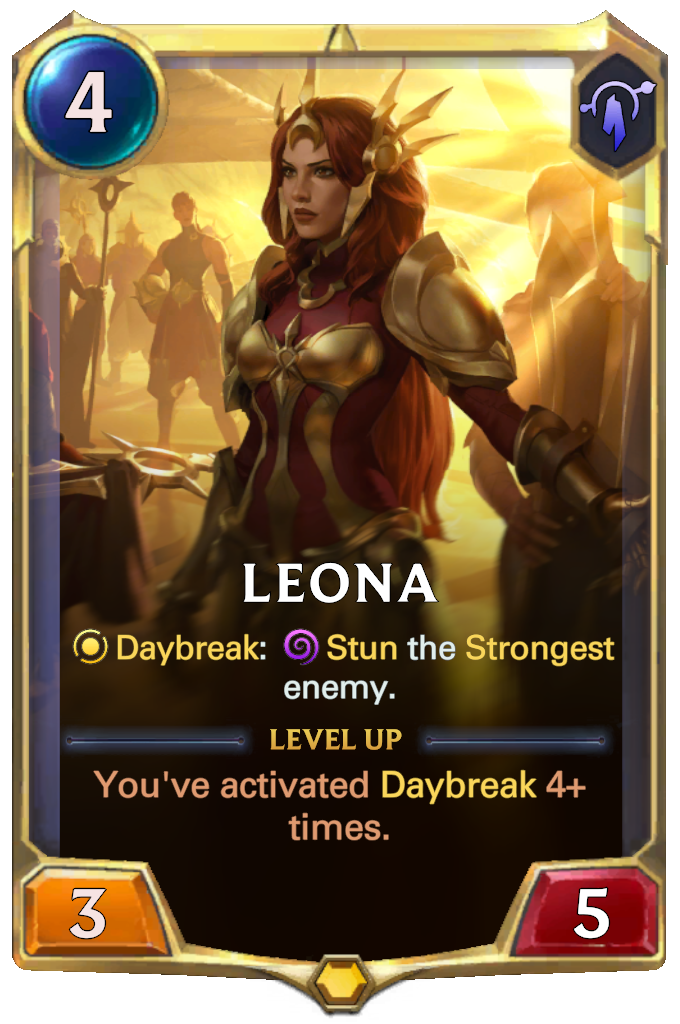 4
LEONA
Daybreak: Stun the Strongest
enemy.
LEVEL UP
You've activated Daybreak 4+
times.
3
5